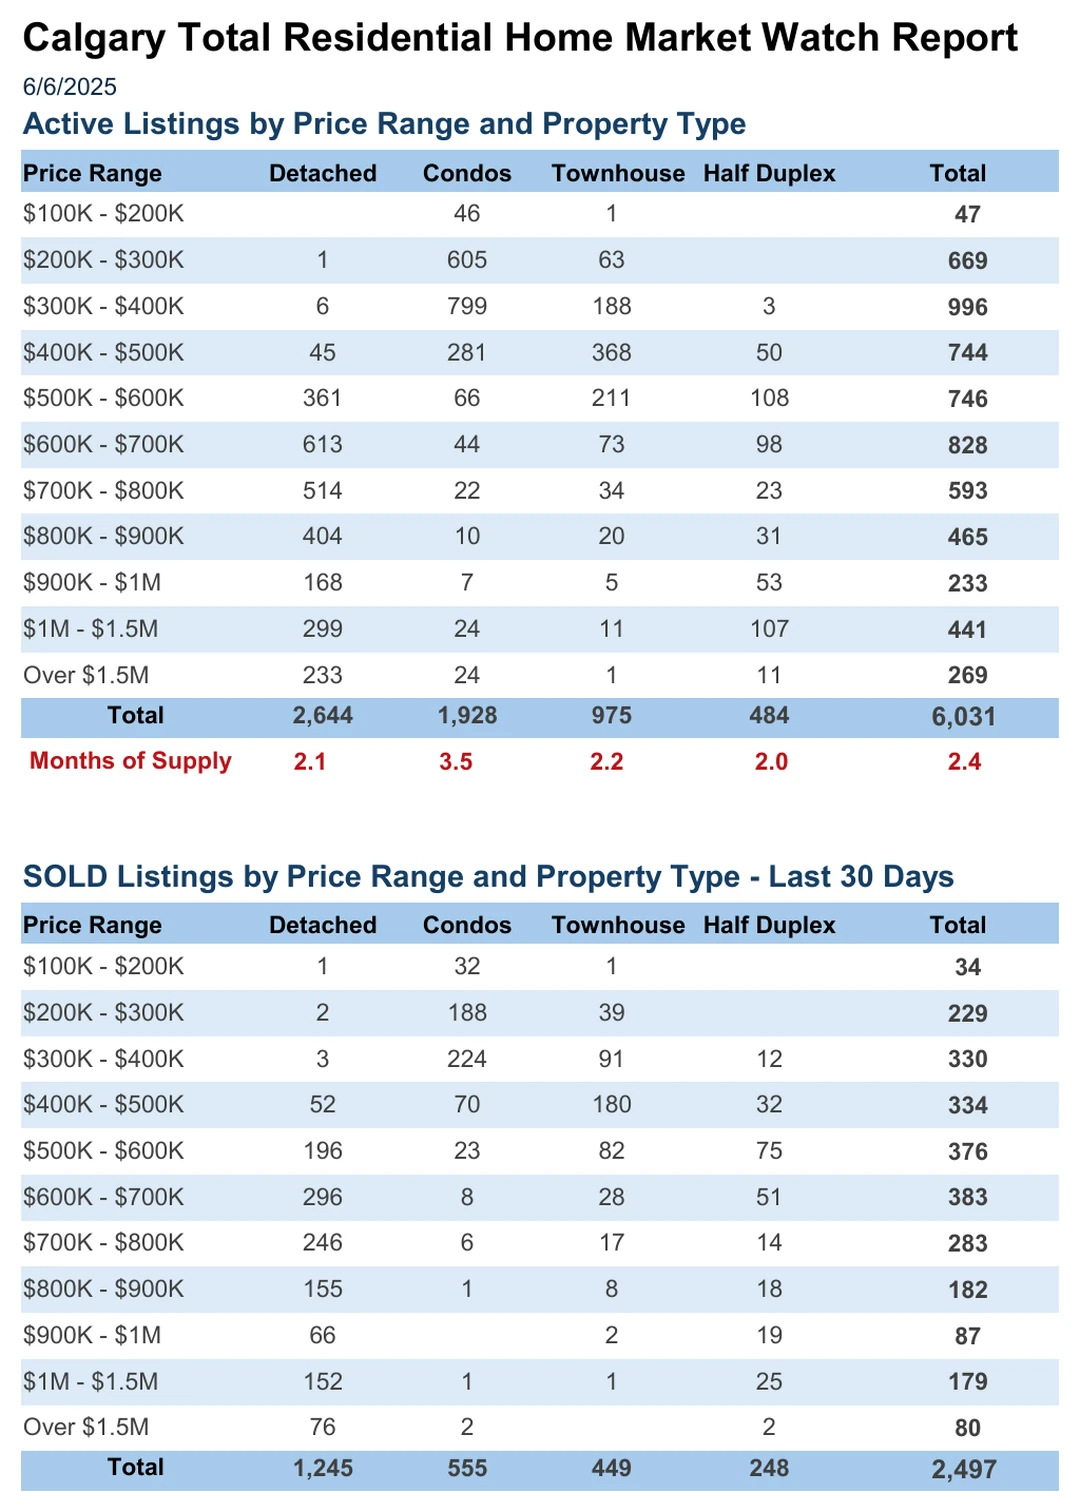 Calgary Total Residential Home Market Watch Report
6/6/2025
Active Listings by Price Range and Property Type
Price Range Detached Condos Townhouse Half Duplex Total
$100K - $200K 46 1 47
$200K - $300K 1 605 63 669
$300K - $400K 6 799 188 3 996
$400K - $500K 45 281 368 50 744
$500K - $600K 361 66 211 108 746
$600K - $700K 613 44 73 98 828
$700K - $800K 514 22 34 23 593
$800K - $900K 404 10 20 31 465
$900K - $1M 168 7 5 53 233
$1M - $1.5M 299 24 11 107 441
Over $1.5M 233 24 1 11 269
Total 2,644 1,928 975 484 6,031
Months of Supply 2.1 3.5 2.2 2.0 2.4
SOLD Listings by Price Range and Property Type - Last 30 Days
Price Range Detached Condos Townhouse Half Duplex Total
$100K - $200K 1 32 1 34
$200K - $300K 2 188 39 229
$300K - $400K 3 224 91 12 330
$400K - $500K 52 70 180 32 334
$500K - $600K 196 23 82 75 376
$600K - $700K 296 8 28 51 383
$700K - $800K 246 6 17 14 283
$800K - $900K 155 1 8 18 182
$900K - $1M 66 2 19 87
$1M - $1.5M 152 1 1 25 179
Over $1.5M 76 2 2 80
Total 1,245 555 449 248 2,497